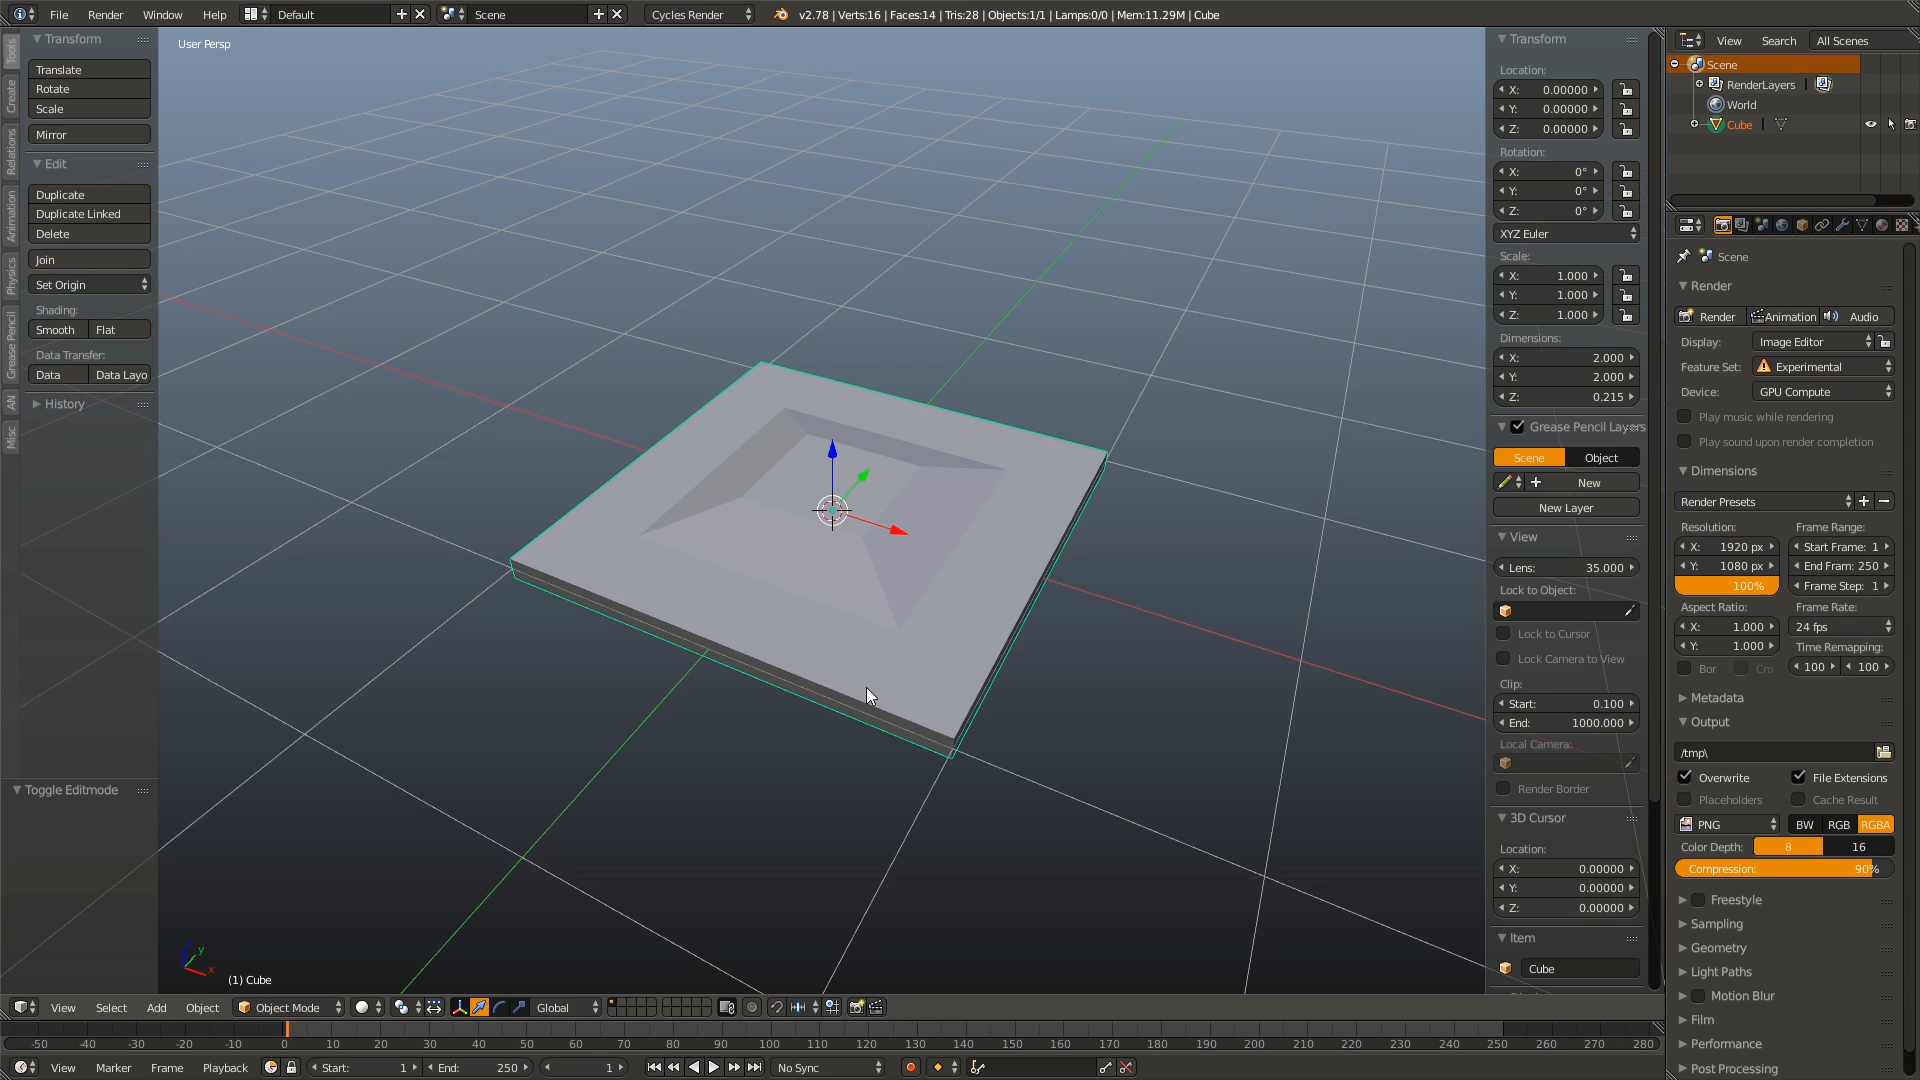 File Render Window Help Default Scene Cycles Render v2.78 | Verts:16 | Faces:14 | Tris:28 | Objects:1/1 | Lamps:0/0 | Mem:11.29M | Cube
Tools
Create
Relations
Animation
Physics
Grease Pencil
AN
Misc
Transform
Translate
Rotate
Scale
Mirror
Edit
Duplicate
Duplicate Linked
Delete
Join
Set Origin
Shading:
Smooth Flat
Data Transfer:
Data Data Layo
History
Toggle Editmode
User Persp
y
x
(1) Cube
Transform
Location:
X: 0.00000
Y: 0.00000
Z: 0.00000
Rotation:
X: 0°
Y: 0°
Z: 0°
XYZ Euler
Scale:
X: 1.000
Y: 1.000
Z: 1.000
Dimensions:
X: 2.000
Y: 2.000
Z: 0.215
Grease Pencil Layers
Scene Object
New
New Layer
View
Lens: 35.000
Lock to Object:
Lock to Cursor
Lock Camera to View
Clip:
Start: 0.100
End: 1000.000
Local Camera:
Render Border
3D Cursor
Location:
X: 0.00000
Y: 0.00000
Z: 0.00000
Item
Cube
View Search All Scenes
Scene
RenderLayers |
World
Cube |
Scene
Render
Render Animation Audio
Display: Image Editor
Feature Set: Experimental
Device: GPU Compute
Play music while rendering
Play sound upon render completion
Dimensions
Render Presets
Resolution: Frame Range:
X: 1920 px Start Frame: 1
Y: 1080 px End Fram: 250
100% Frame Step: 1
Aspect Ratio: Frame Rate:
X: 1.000 24 fps
Y: 1.000 Time Remapping:
Bor Cro 100 100
Metadata
Output
/tmp\
Overwrite File Extensions
Placeholders Cache Result
PNG BW RGB RGBA
Color Depth: 8 16
Compression: 90%
Freestyle
Sampling
Geometry
Light Paths
Motion Blur
Film
Performance
Post Processing
View Select Add Object Object Mode Global
-50 -40 -30 -20 -10 0 10 20 30 40 50 60 70 80 90 100 110 120 130 140 150 160 170 180 190 200 210 220 230 240 250 260 270 280
View Marker Frame Playback Start: 1 End: 250 1 No Sync